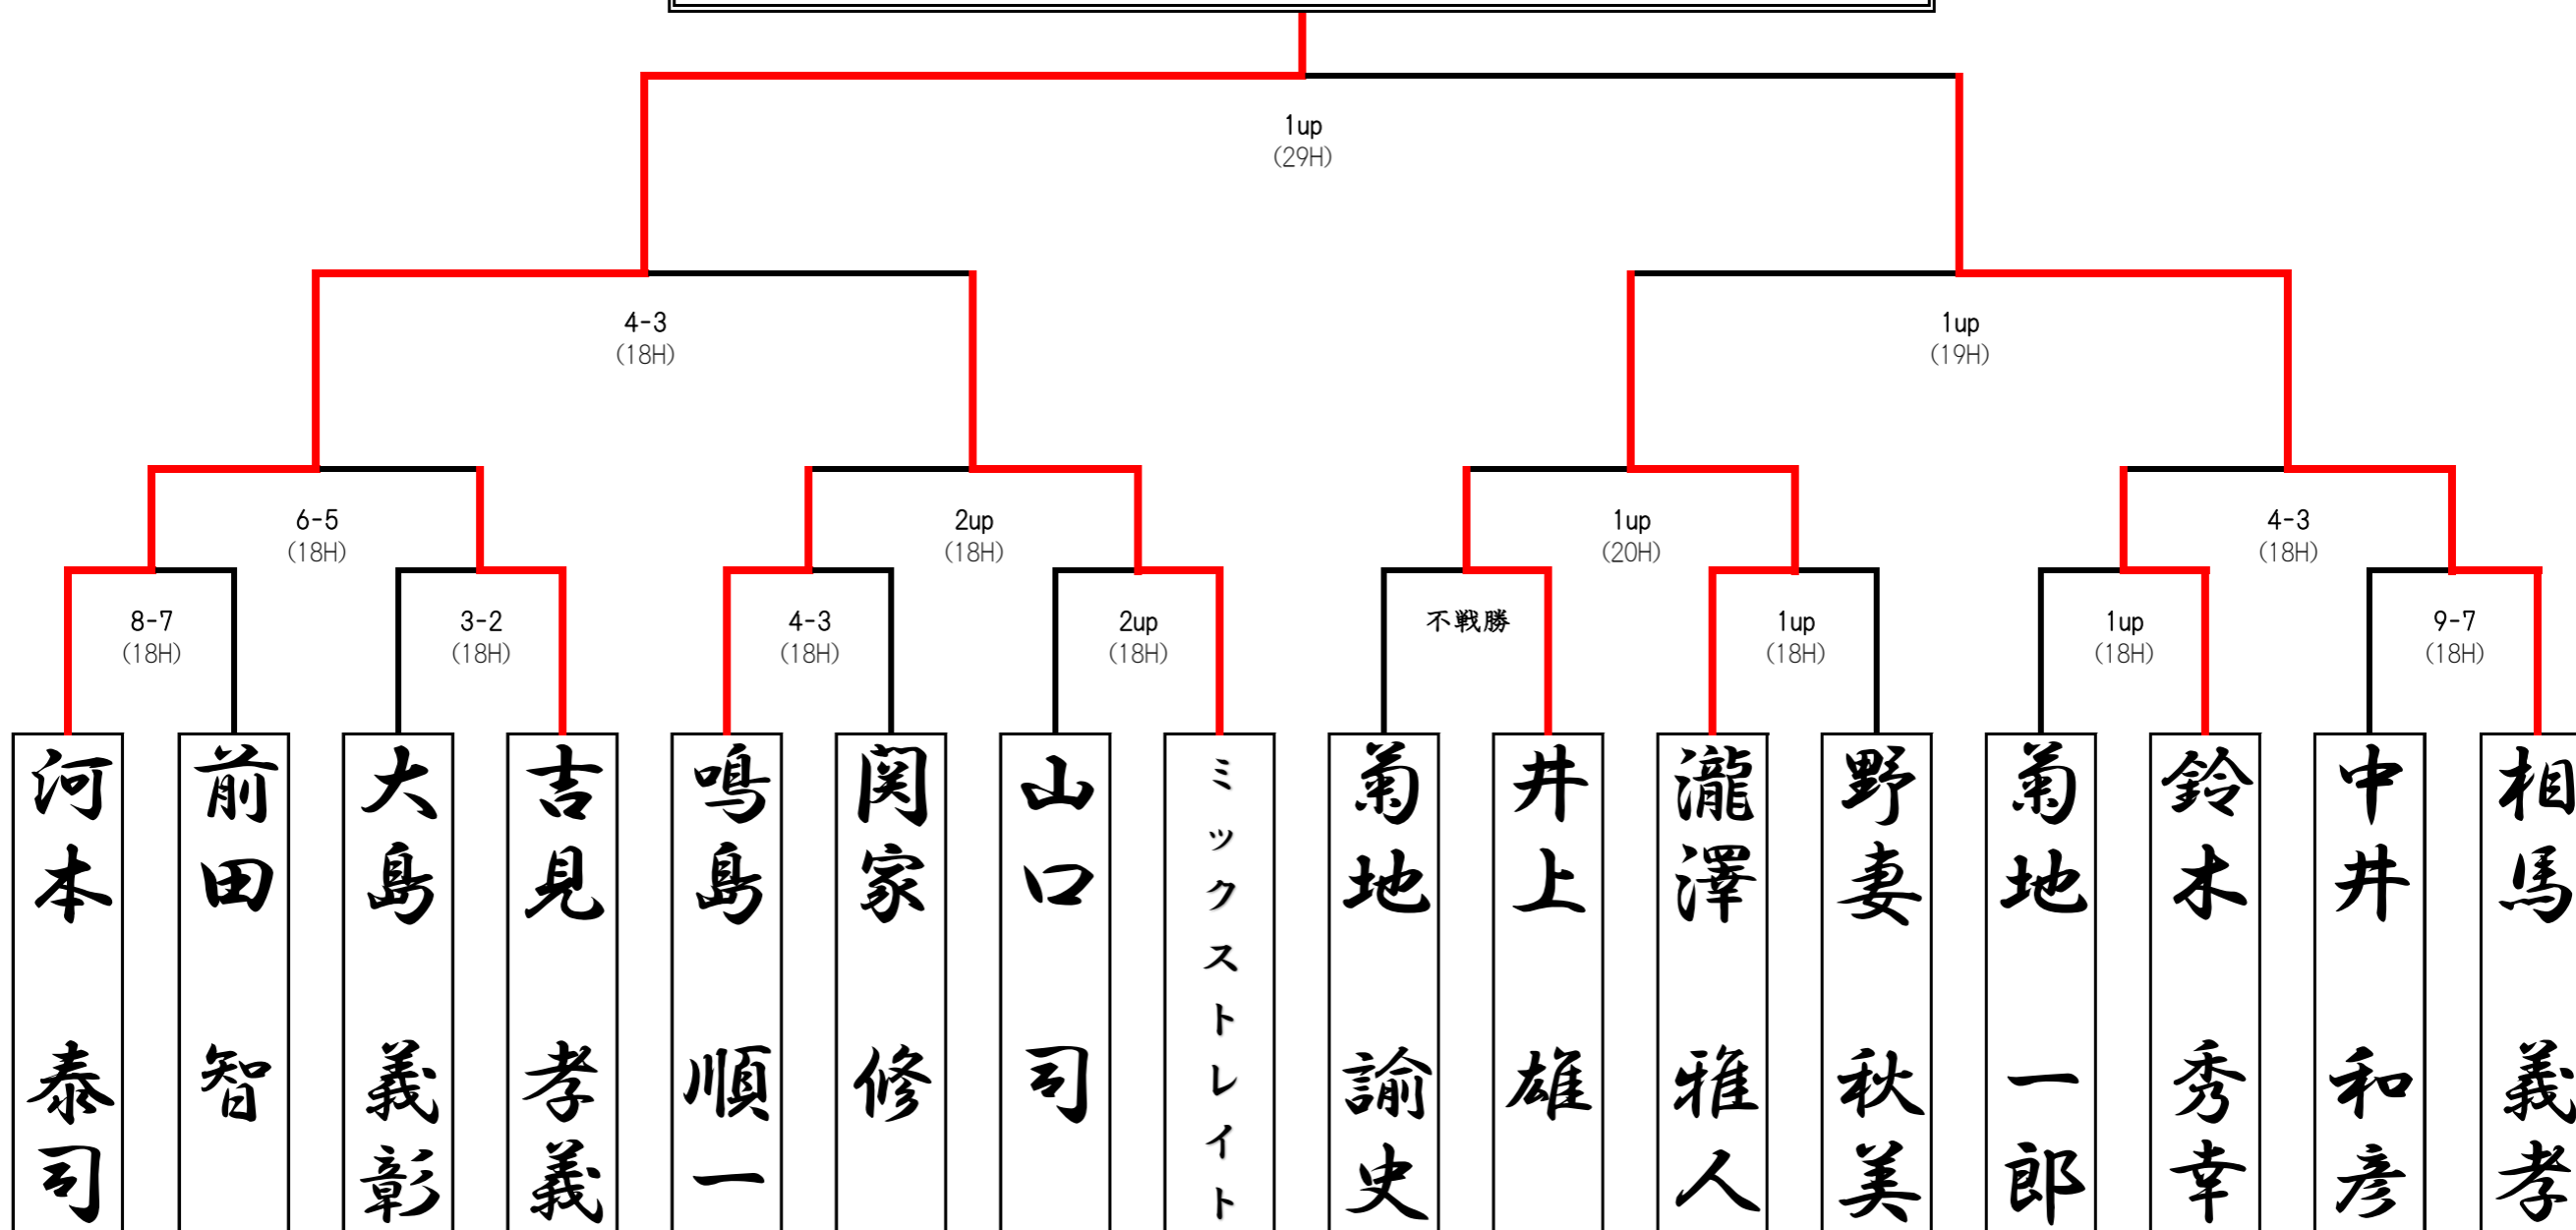 1up
(29H)
4-3
(18H)
1up
(19H)
6-5
(18H)
2up
(18H)
1up
(20H)
4-3
(18H)
8-7
(18H)
3-2
(18H)
4-3
(18H)
2up
(18H)
不戦勝
1up
(18H)
1up
(18H)
9-7
(18H)
河本 泰司
前田 智
大島 義彰
吉見 孝義
鳴島 順一
関家 修
山口 司
ミックストレイト
菊地 諭史
井上 雄
瀧澤 雅人
野妻 秋美
菊地 一郎
鈴木 秀幸
中井 和彦
相馬 義孝